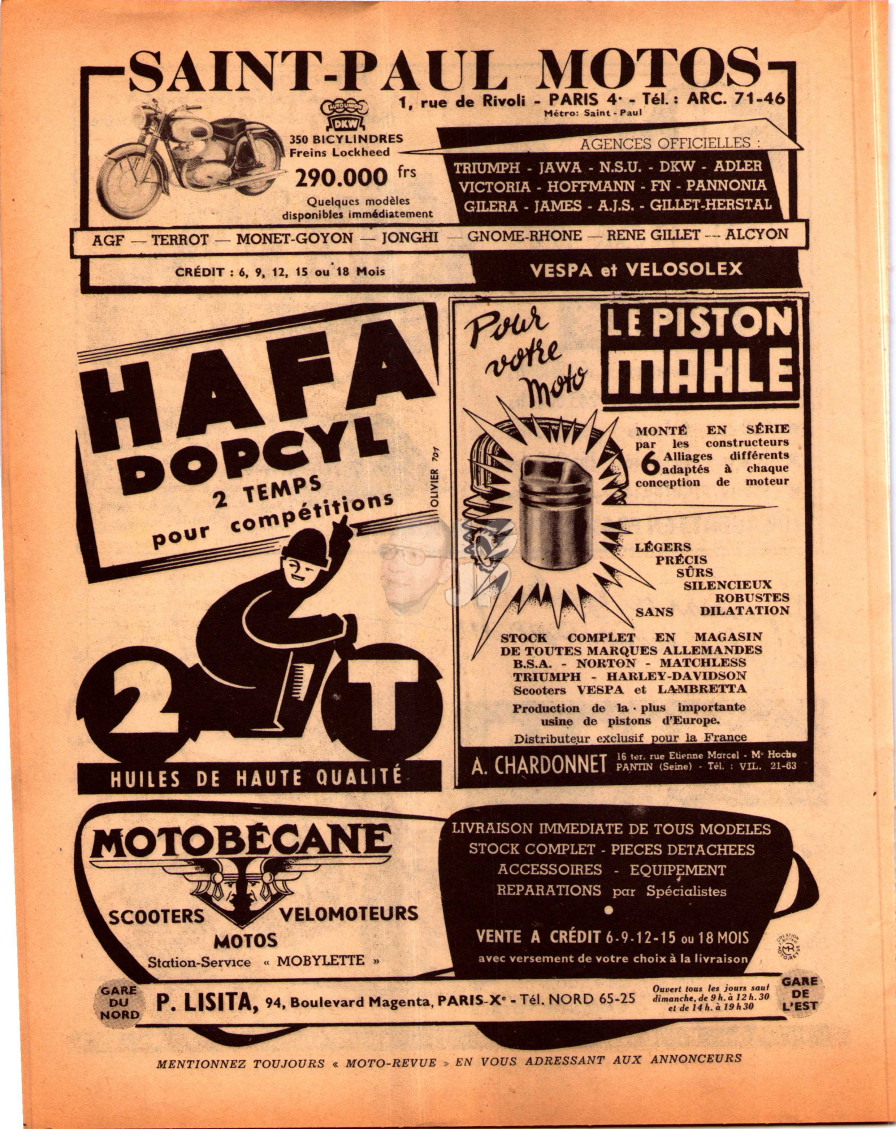 SAINT-PAUL MOTOS
1, rue de Rivoli - PARIS 4e - Tél. : ARC. 71-46
Métro: Saint-Paul
DKW
350 BICYLINDRES
Freins Lockheed
290.000 frs
Quelques modèles
disponibles immédiatement
AGENCES OFFICIELLES :
TRIUMPH - JAWA - N.S.U. - DKW - ADLER
VICTORIA - HOFFMANN - FN - PANNONIA
GILERA - JAMES - A.J.S. - GILLET-HERSTAL
AGF — TERROT — MONET-GOYON — JONGHI — GNOME-RHONE — RENE GILLET — ALCYON
CRÉDIT : 6, 9, 12, 15 ou 18 Mois
VESPA et VELOSOLEX
HAFA
DOPCYL
2 TEMPS
pour compétitions
OLIVIER 701
2 T
HUILES DE HAUTE QUALITÉ
Pour
votre
Moto
LE PISTON
MAHLE
MONTÉ EN SÉRIE
par les constructeurs
6 Alliages différents
adaptés à chaque
conception de moteur
LÉGERS
PRÉCIS
SÛRS
SILENCIEUX
ROBUSTES
SANS DILATATION
STOCK COMPLET EN MAGASIN
DE TOUTES MARQUES ALLEMANDES
B.S.A. - NORTON - MATCHLESS
TRIUMPH - HARLEY-DAVIDSON
Scooters VESPA et LAMBRETTA
Production de la plus importante
usine de pistons d'Europe.
Distributeur exclusif pour la France
A. CHARDONNET
16 ter, rue Etienne Marcel - Mo Hoche
PANTIN (Seine) - Tél. : VIL. 21-63
MOTOBÉCANE
SCOOTERS VELOMOTEURS
MOTOS
Station-Service « MOBYLETTE »
LIVRAISON IMMEDIATE DE TOUS MODELES
STOCK COMPLET - PIECES DETACHEES
ACCESSOIRES - EQUIPEMENT
REPARATIONS par Spécialistes
VENTE A CRÉDIT 6-9-12-15 ou 18 MOIS
avec versement de votre choix à la livraison
GARE
DU
NORD
P. LISITA, 94, Boulevard Magenta, PARIS-Xe - Tél. NORD 65-25
Ouvert tous les jours sauf
dimanche, de 9 h. à 12 h. 30
et de 14 h. à 19 h 30
GARE
DE
L'EST
MENTIONNEZ TOUJOURS « MOTO-REVUE » EN VOUS ADRESSANT AUX ANNONCEURS